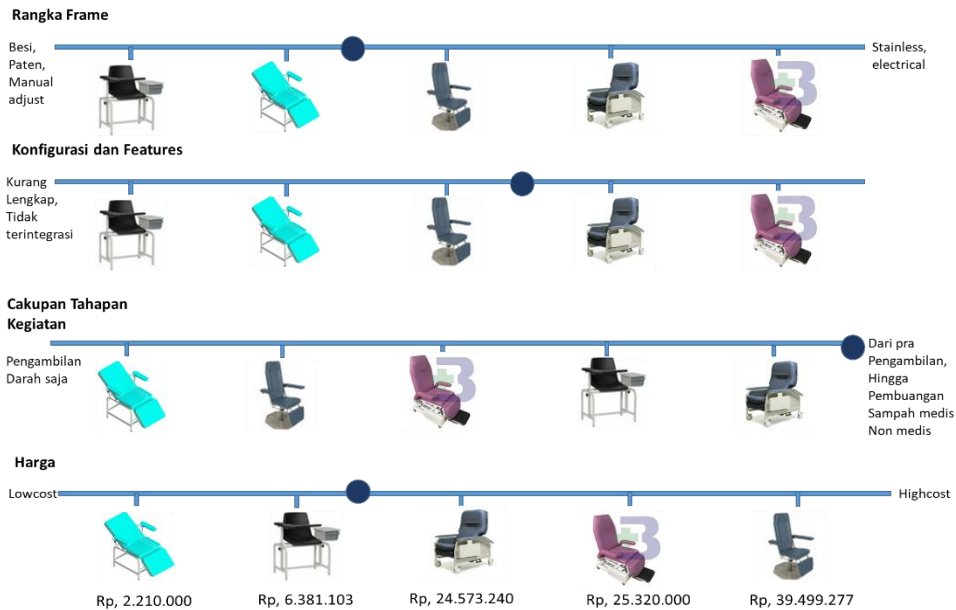 Rangka Frame
Besi,
Paten,
Manual
adjust
Stainless,
electrical
Konfigurasi dan Features
Kurang
Lengkap,
Tidak
terintegrasi
Cakupan Tahapan
Kegiatan
Pengambilan
Darah saja
Dari pra
Pengambilan,
Hingga
Pembuangan
Sampah medis
Non medis
Harga
Lowcost
Highcost
Rp, 2.210.000
Rp, 6.381.103
Rp, 24.573.240
Rp, 25.320.000
Rp, 39.499.277